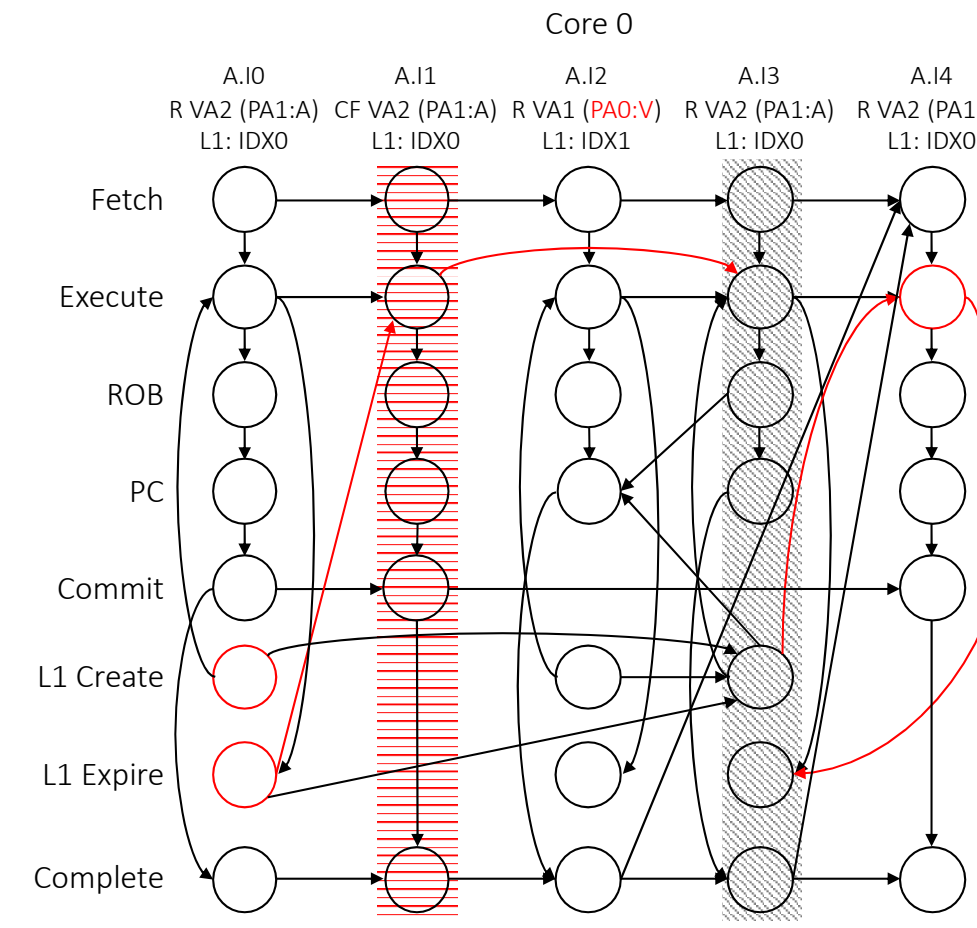 Core 0
A.I0 A.I1 A.I2 A.I3 A.I4
R VA2 (PA1:A) CF VA2 (PA1:A) R VA1 (PA0:V) R VA2 (PA1:A) R VA2 (PA1
L1: IDX0 L1: IDX0 L1: IDX1 L1: IDX0 L1: IDX0
Fetch
Execute
ROB
PC
Commit
L1 Create
L1 Expire
Complete